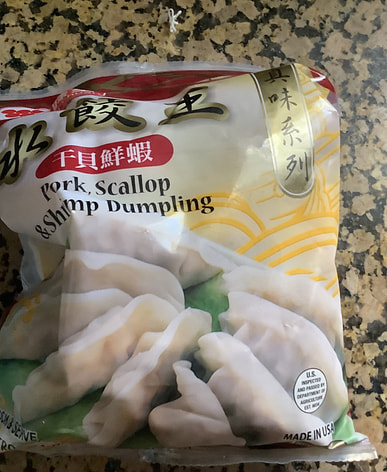 水餃王
真味系列
干貝鮮蝦
Pork, Scallop
& Shrimp Dumpling
U.S.
INSPECTED
AND PASSED BY
DEPARTMENT OF
AGRICULTURE
MADE IN USA